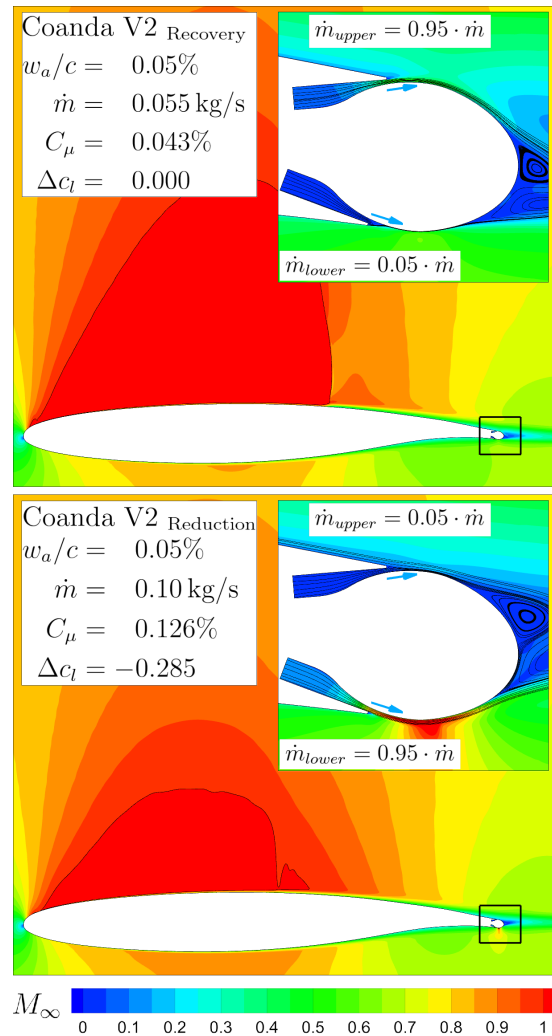 Coanda V2 Recovery
w_a/c = 0.05%
ṁ = 0.055 kg/s
C_μ = 0.043%
Δc_l = 0.000
ṁ_upper = 0.95 · ṁ
ṁ_lower = 0.05 · ṁ
Coanda V2 Reduction
w_a/c = 0.05%
ṁ = 0.10 kg/s
C_μ = 0.126%
Δc_l = −0.285
ṁ_upper = 0.05 · ṁ
ṁ_lower = 0.95 · ṁ
M_∞ 0 0.1 0.2 0.3 0.4 0.5 0.6 0.7 0.8 0.9 1